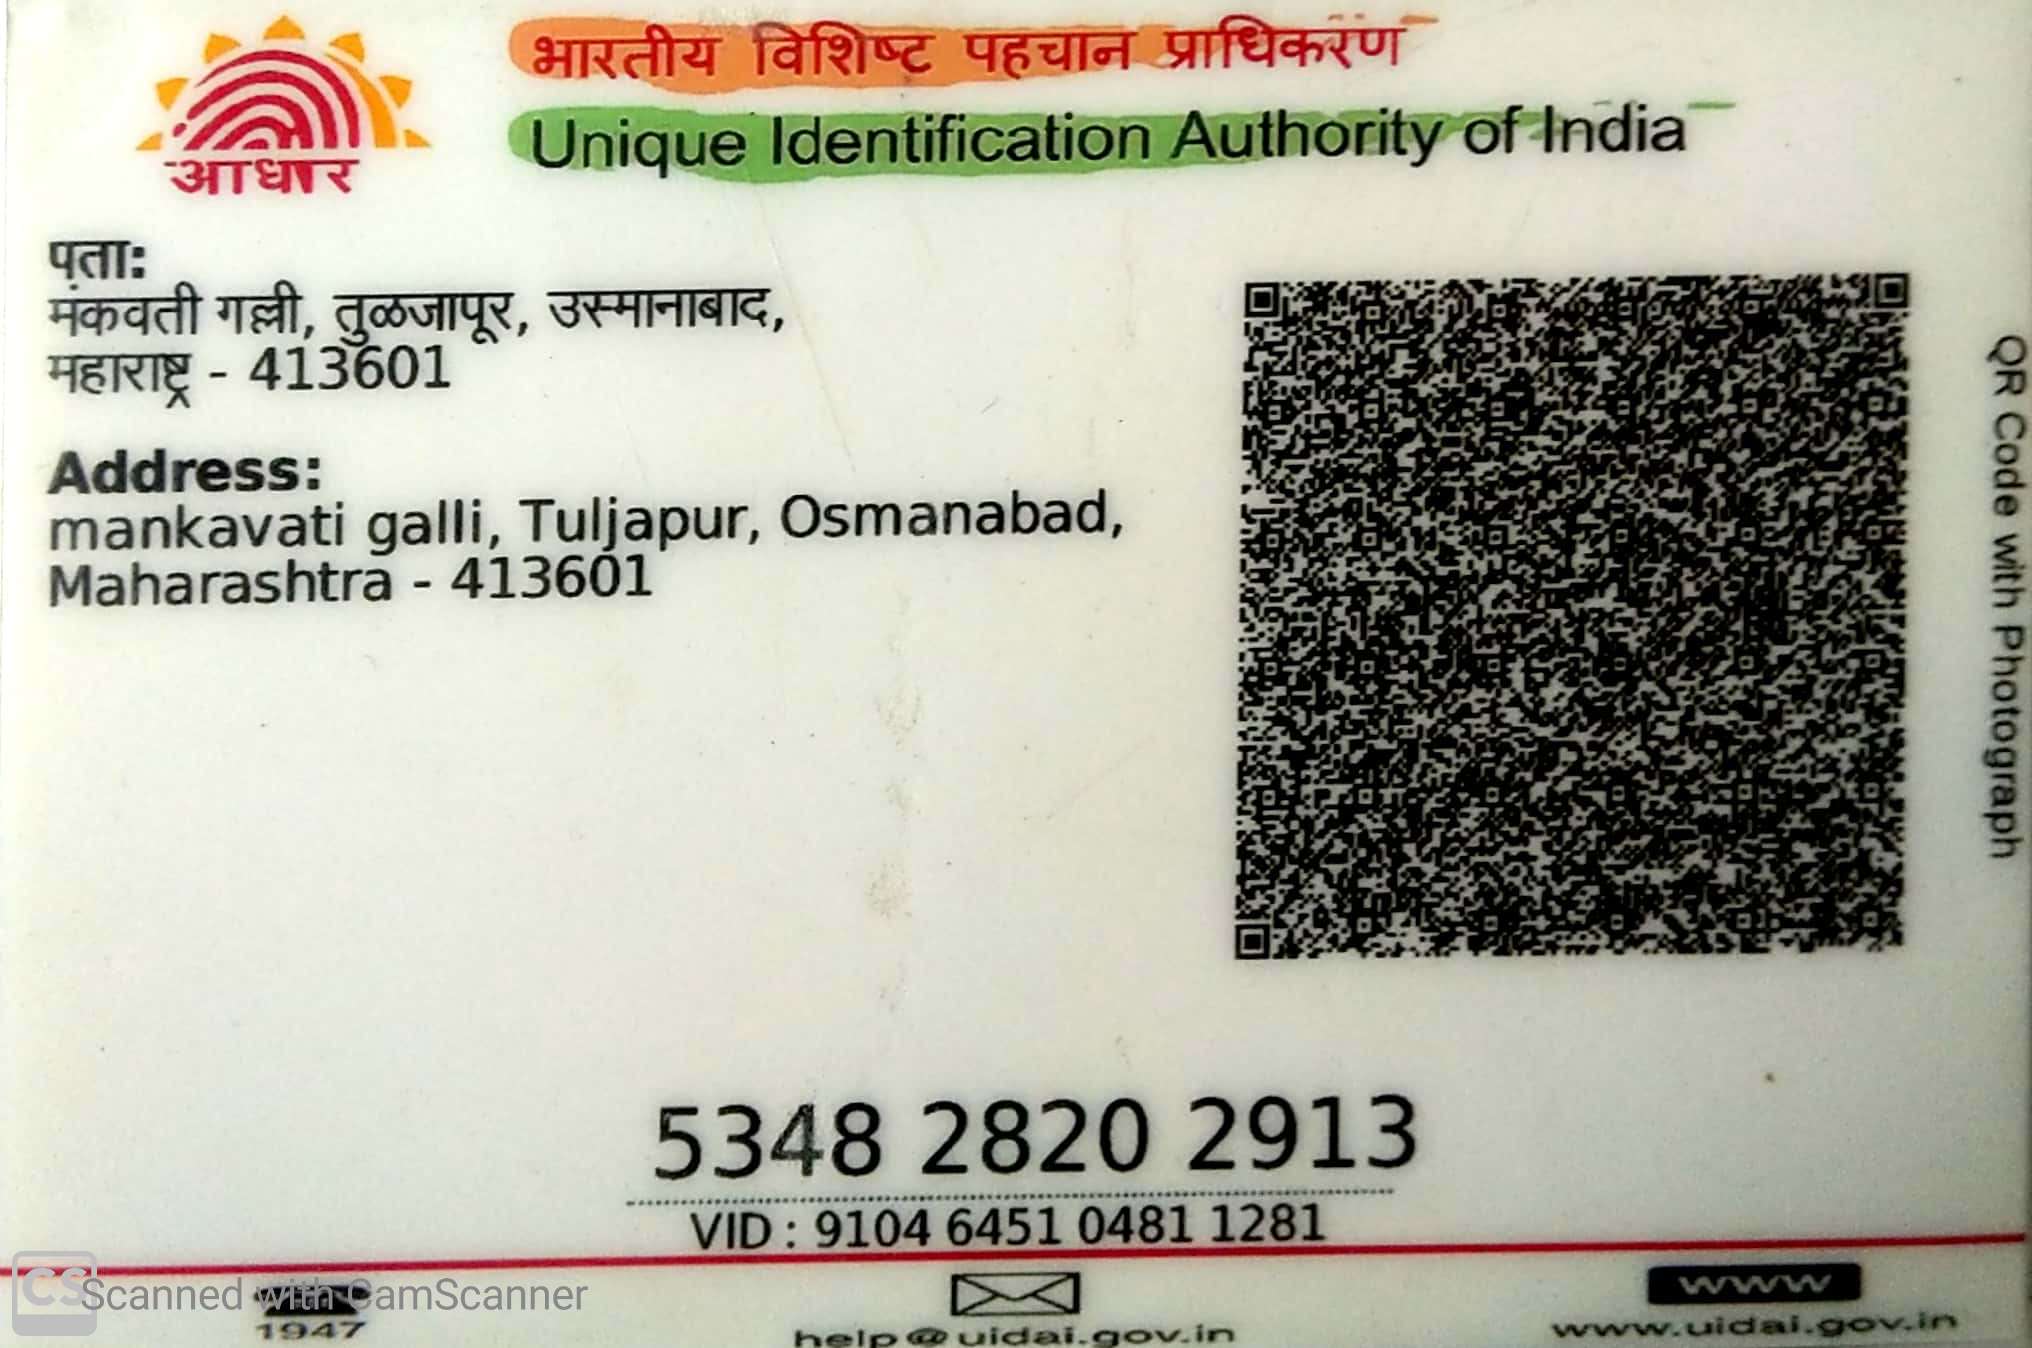 भारतीय विशिष्ट पहचान प्राधिकरण
Unique Identification Authority of India
आधार
पता:
मंकवती गल्ली, तुळजापूर, उस्मानाबाद,
महाराष्ट्र - 413601
Address:
mankavati galli, Tuljapur, Osmanabad,
Maharashtra - 413601
QR Code with Photograph
5348 2820 2913
VID : 9104 6451 0481 1281
CS Scanned with CamScanner
1947
help@uidai.gov.in
www
www.uidai.gov.in